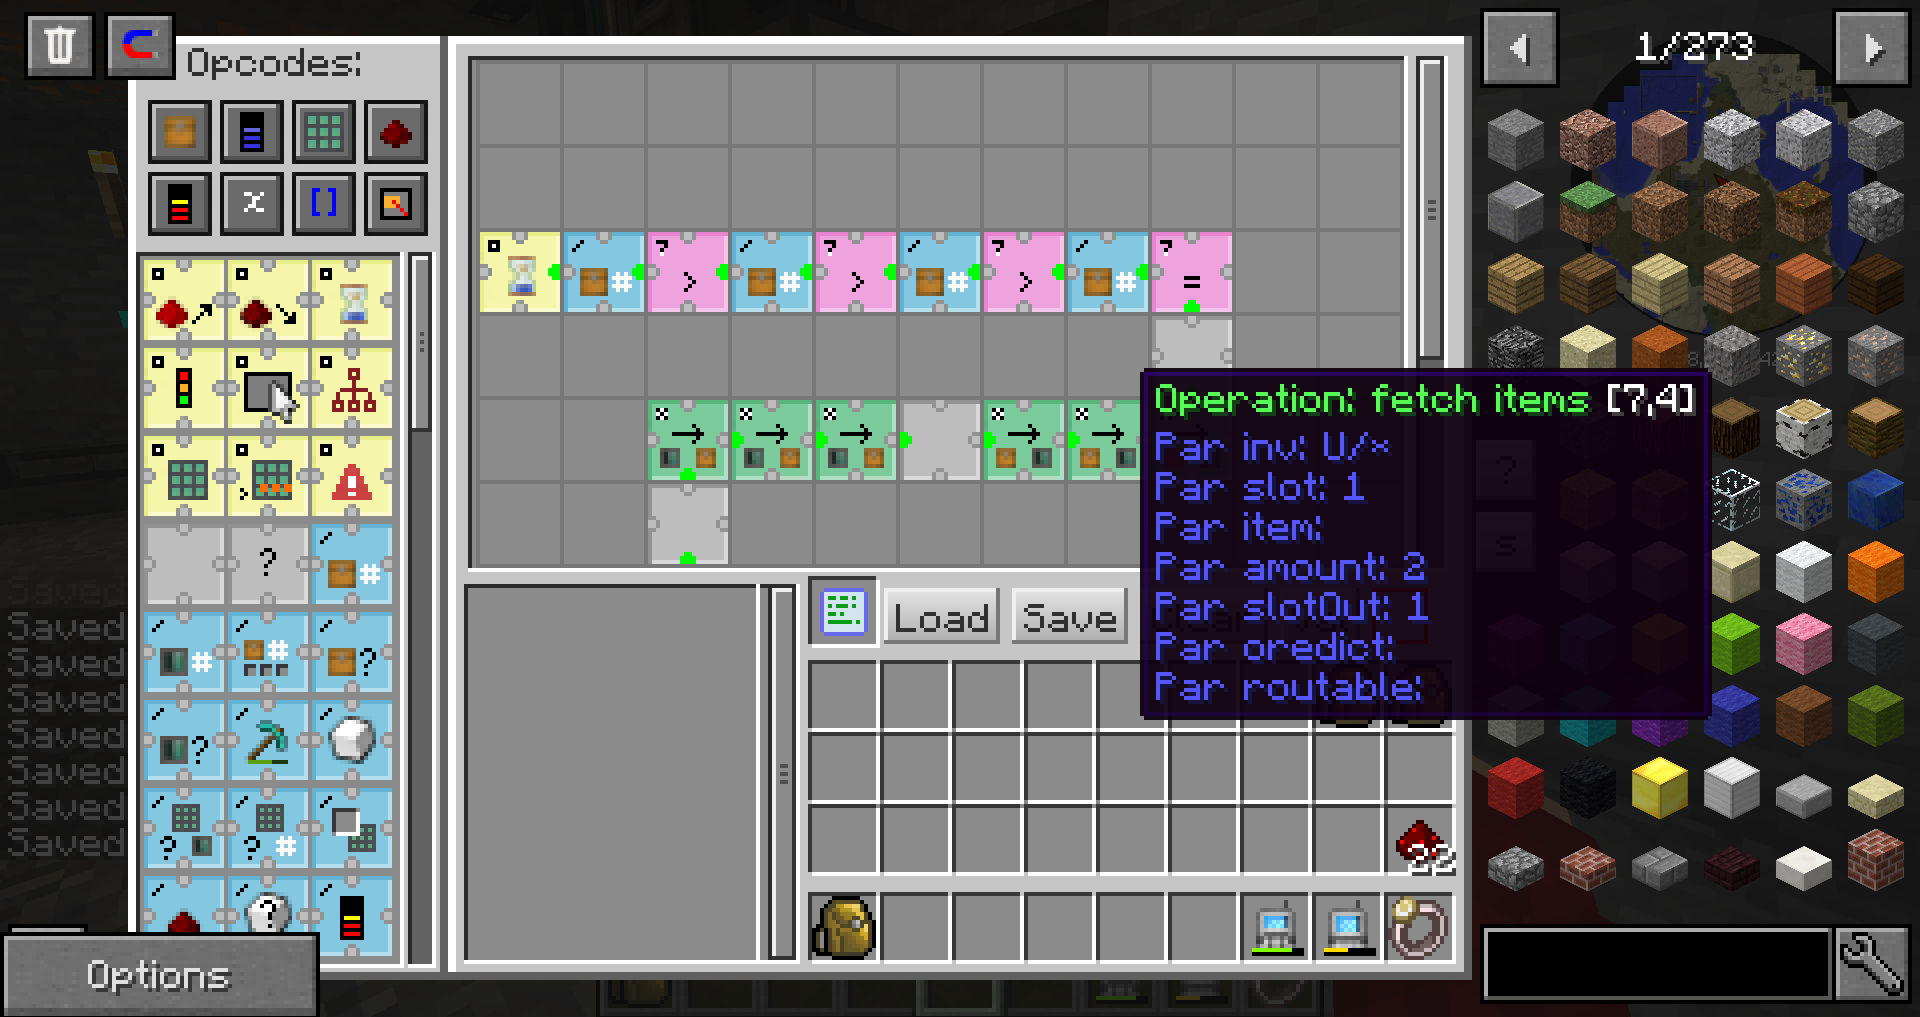 Opcodes:
x
[]
#
#
#
#
>
>
>
=
Operation: fetch items [7,4]
Par inv: U/×
Par slot: 1
Par item:
Par amount: 2
Par slotOut: 1
Par oredict:
Par routable:
Load
Save
1/273
22
Saved
Saved
Saved
Saved
Saved
Saved
Saved
Saved
Options